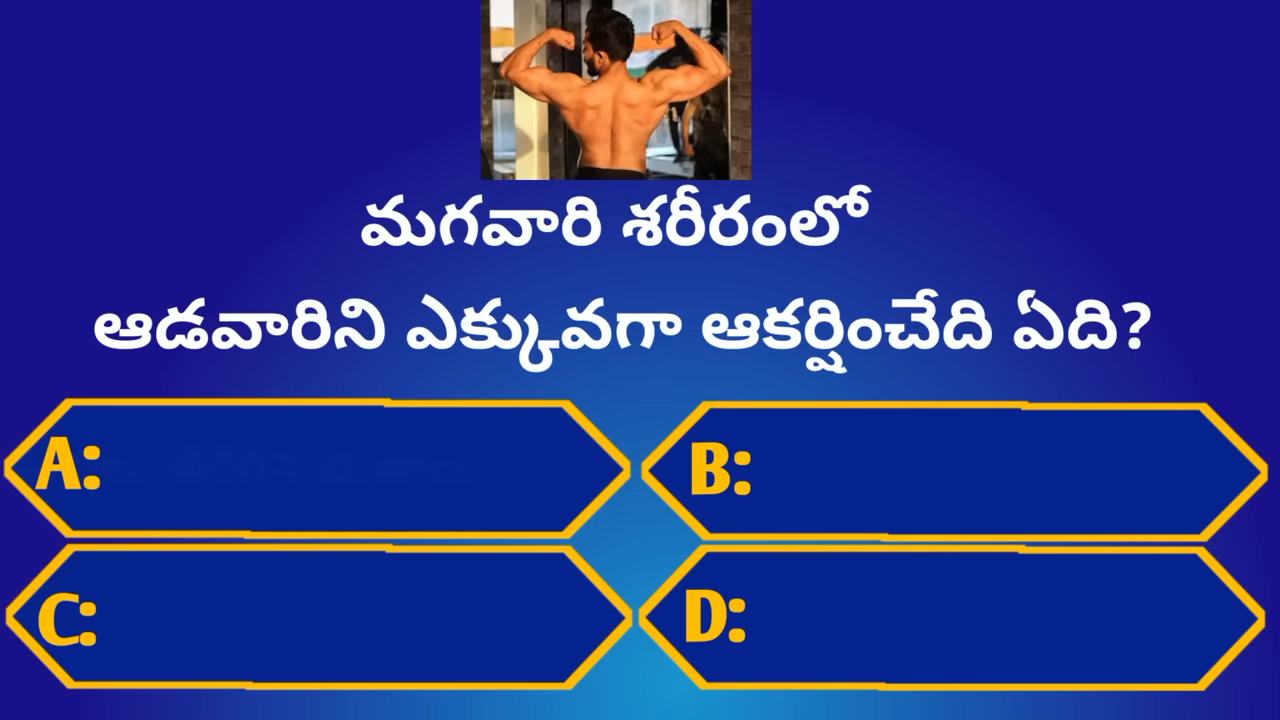 మగవారి శరీరంలో
ఆడవారిని ఎక్కువగా ఆకర్షించేది ఏది?
A:
B:
C:
D: